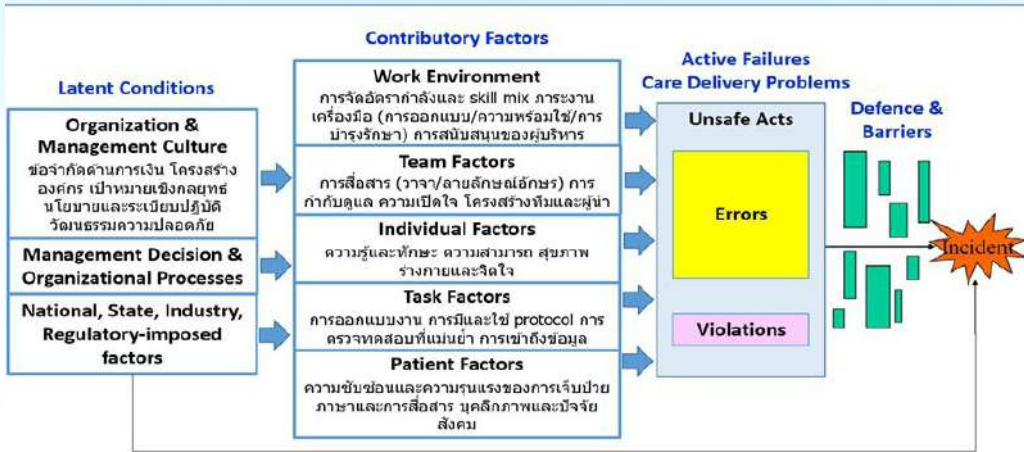 Contributory Factors
Latent Conditions
Active Failures
Care Delivery Problems
Defence &
Barriers
Organization &
Management Culture
ข้อจำกัดด้านการเงิน โครงสร้าง
องค์กร เป้าหมายเชิงกลยุทธ์
นโยบายและระเบียบปฏิบัติ
วัฒนธรรมความปลอดภัย
Management Decision &
Organizational Processes
National, State, Industry,
Regulatory-imposed
factors
Work Environment
การจัดอัตรากำลังและ skill mix ภาระงาน
เครื่องมือ (การออกแบบ/ความพร้อมใช้/การ
บำรุงรักษา) การสนับสนุนของผู้บริหาร
Team Factors
การสื่อสาร (วาจา/ลายลักษณ์อักษร) การ
กำกับดูแล ความเปิดใจ โครงสร้างทีมและผู้นำ
Individual Factors
ความรู้และทักษะ ความสามารถ สุขภาพ
ร่างกายและจิตใจ
Task Factors
การออกแบบงาน การมีและใช้ protocol การ
ตรวจทดสอบที่แม่นยำ การเข้าถึงข้อมูล
Patient Factors
ความซับซ้อนและความรุนแรงของการเจ็บป่วย
ภาษาและการสื่อสาร บุคลิกภาพและปัจจัย
สังคม
Unsafe Acts
Errors
Violations
Incident